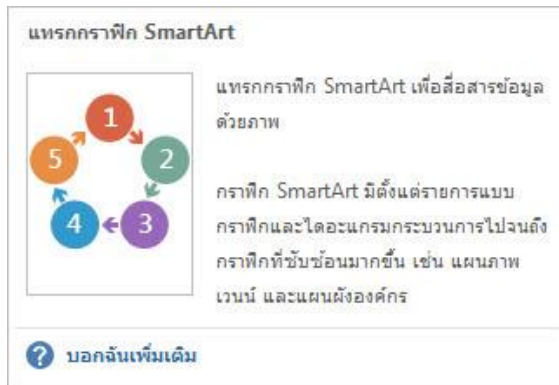 แทรกกราฟิก SmartArt
1
2
3
4
5
แทรกกราฟิก SmartArt เพื่อสื่อสารข้อมูล
ด้วยภาพ
กราฟิก SmartArt มีตั้งแต่รายการแบบ
กราฟิกและไดอะแกรมกระบวนการไปจนถึง
กราฟิกที่ซับซ้อนมากขึ้น เช่น แผนภาพ
เวนน์ และแผนผังองค์กร
? บอกฉันเพิ่มเติม